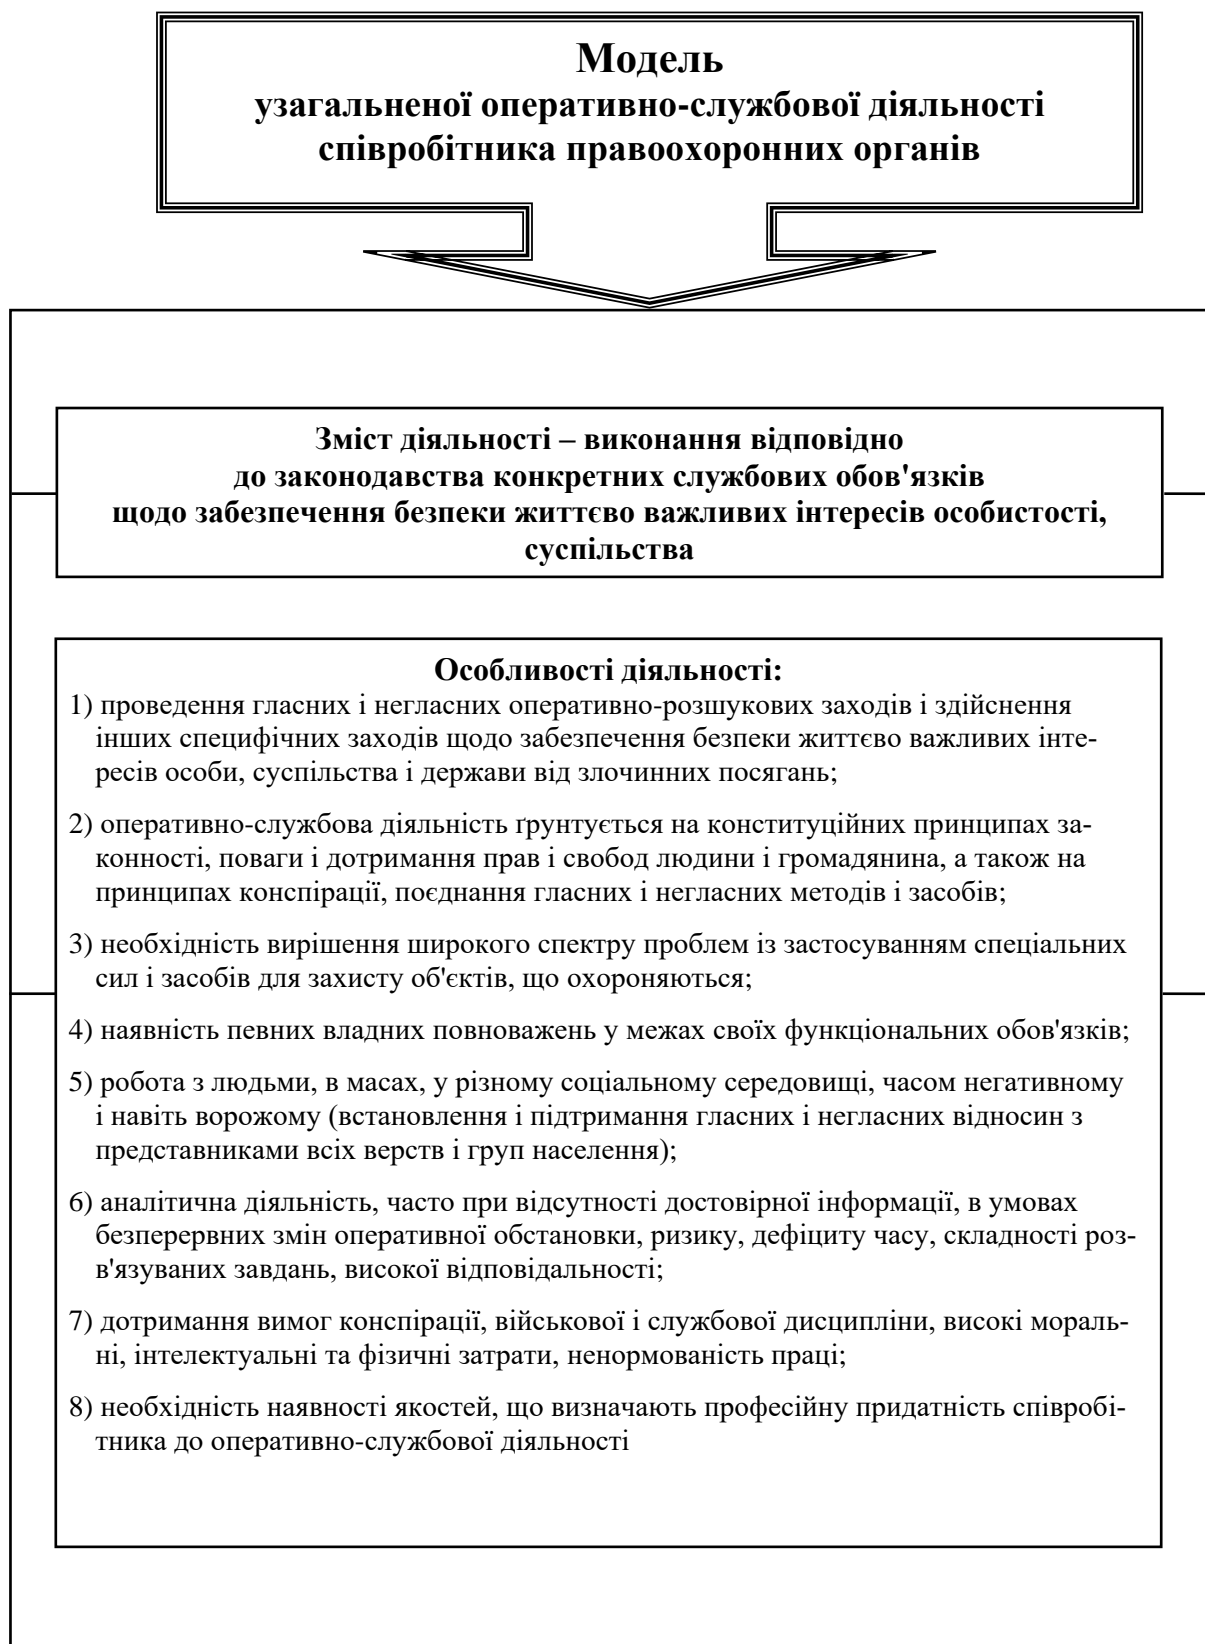 Модель
узагальненої оперативно-службової діяльності
співробітника правоохоронних органів
Зміст діяльності – виконання відповідно
до законодавства конкретних службових обов'язків
щодо забезпечення безпеки життєво важливих інтересів особистості,
суспільства
Особливості діяльності:
1) проведення гласних і негласних оперативно-розшукових заходів і здійснення
інших специфічних заходів щодо забезпечення безпеки життєво важливих інте-
ресів особи, суспільства і держави від злочинних посягань;
2) оперативно-службова діяльність ґрунтується на конституційних принципах за-
конності, поваги і дотримання прав і свобод людини і громадянина, а також на
принципах конспірації, поєднання гласних і негласних методів і засобів;
3) необхідність вирішення широкого спектру проблем із застосуванням спеціальних
сил і засобів для захисту об'єктів, що охороняються;
4) наявність певних владних повноважень у межах своїх функціональних обов'язків;
5) робота з людьми, в масах, у різному соціальному середовищі, часом негативному
і навіть ворожому (встановлення і підтримання гласних і негласних відносин з
представниками всіх верств і груп населення);
6) аналітична діяльність, часто при відсутності достовірної інформації, в умовах
безперервних змін оперативної обстановки, ризику, дефіциту часу, складності роз-
в'язуваних завдань, високої відповідальності;
7) дотримання вимог конспірації, військової і службової дисципліни, високі мораль-
ні, інтелектуальні та фізичні затрати, ненормованість праці;
8) необхідність наявності якостей, що визначають професійну придатність співробі-
тника до оперативно-службової діяльності